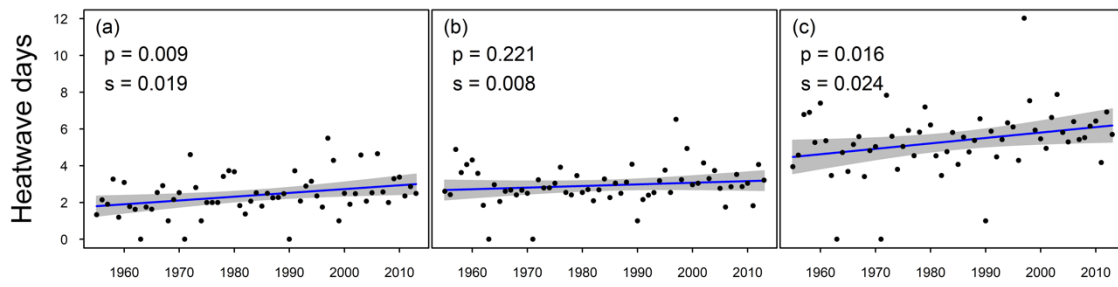 Heatwave days
12
10
8
6
4
2
0
(a)
p = 0.009
s = 0.019
1960 1970 1980 1990 2000 2010
(b)
p = 0.221
s = 0.008
1960 1970 1980 1990 2000 2010
(c)
p = 0.016
s = 0.024
1960 1970 1980 1990 2000 2010